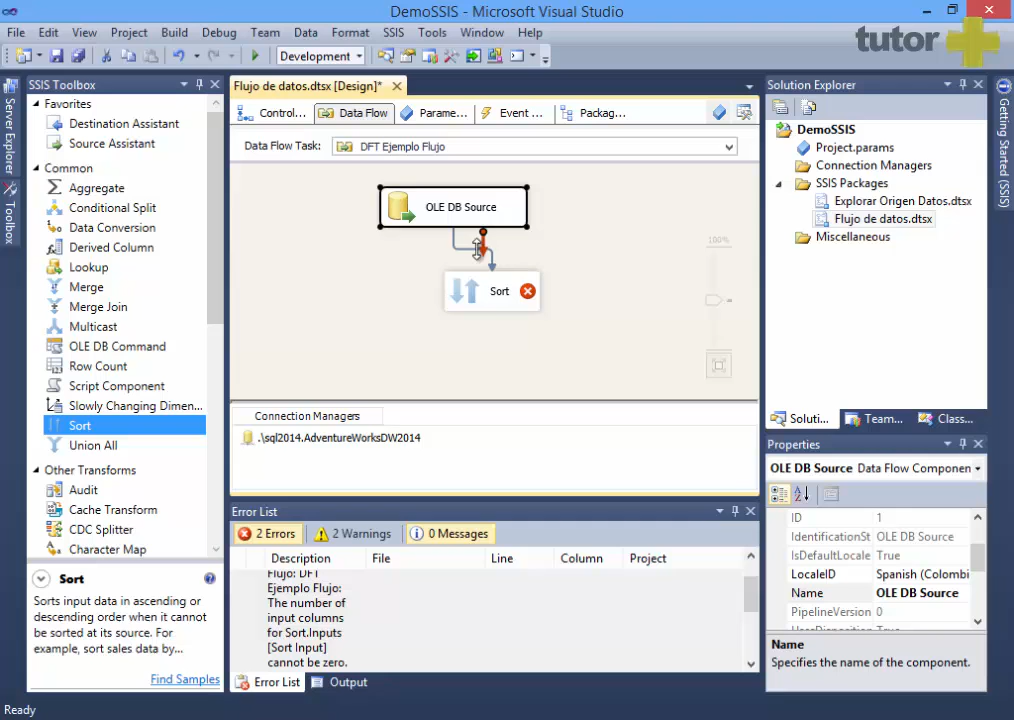 DemoSSIS - Microsoft Visual Studio
File Edit View Project Build Debug Team Data Format SSIS Tools Window Help
tutor
Development
SSIS Toolbox
Flujo de datos.dtsx [Design]*
Solution Explorer
Server Explorer
Toolbox
Getting Started (SSIS)
Favorites
Destination Assistant
Source Assistant
Common
Aggregate
Conditional Split
Data Conversion
Derived Column
Lookup
Merge
Merge Join
Multicast
OLE DB Command
Row Count
Script Component
Slowly Changing Dimen...
Sort
Union All
Other Transforms
Audit
Cache Transform
CDC Splitter
Character Map
Sort
Sorts input data in ascending or
descending order when it cannot
be sorted at its source. For
example, sort sales data by...
Find Samples
Control... Data Flow Parame... Event ... Packag...
Data Flow Task: DFT Ejemplo Flujo
OLE DB Source
Sort
100%
Connection Managers
.\sql2014.AdventureWorksDW2014
Error List
2 Errors 2 Warnings 0 Messages
Description File Line Column Project
Flujo: DFT
Ejemplo Flujo:
The number of
input columns
for Sort.Inputs
[Sort Input]
cannot be zero.
Error List Output
DemoSSIS
Project.params
Connection Managers
SSIS Packages
Explorar Origen Datos.dtsx
Flujo de datos.dtsx
Miscellaneous
Soluti... Team... Class...
Properties
OLE DB Source Data Flow Componen
ID 1
IdentificationSt OLE DB Source
IsDefaultLocale True
LocaleID Spanish (Colombi
Name OLE DB Source
PipelineVersion 0
Name
Specifies the name of the component.
Ready